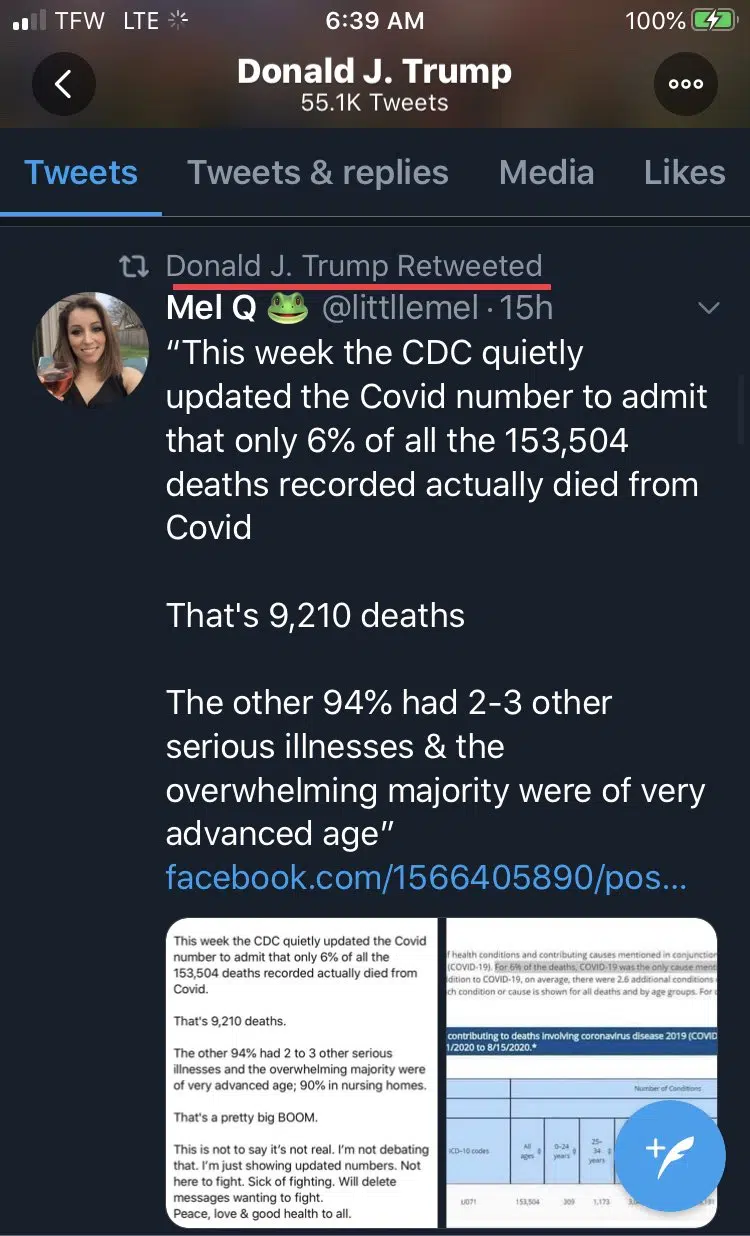 TFW LTE 6:39 AM 100%
Donald J. Trump
55.1K Tweets
Tweets Tweets & replies Media Likes
Donald J. Trump Retweeted
Mel Q 🐸 @littllemel · 15h
“This week the CDC quietly
updated the Covid number to admit
that only 6% of all the 153,504
deaths recorded actually died from
Covid
That's 9,210 deaths
The other 94% had 2-3 other
serious illnesses & the
overwhelming majority were of very
advanced age”
facebook.com/1566405890/pos...
This week the CDC quietly updated the Covid
number to admit that only 6% of all the
153,504 deaths recorded actually died from
Covid.
That's 9,210 deaths.
The other 94% had 2 to 3 other serious
illnesses and the overwhelming majority were
of very advanced age; 90% in nursing homes.
That's a pretty big BOOM.
This is not to say it's not real. I'm not debating
that. I'm just showing updated numbers. Not
here to fight. Sick of fighting. Will delete
messages wanting to fight.
Peace, love & good health to all.
f health conditions and contributing causes mentioned in conjunction
(COVID-19). For 6% of the deaths, COVID-19 was the only cause ment
dition to COVID-19, on average, there were 2.6 additional conditions
ch condition or cause is shown for all deaths and by age groups. For
contributing to deaths involving coronavirus disease 2019 (COVID
1/2020 to 8/15/2020.*
Number of Conditions
ICD-10 codes All ages 0-24 years 25-34 years
U071 153,504 309 1,173